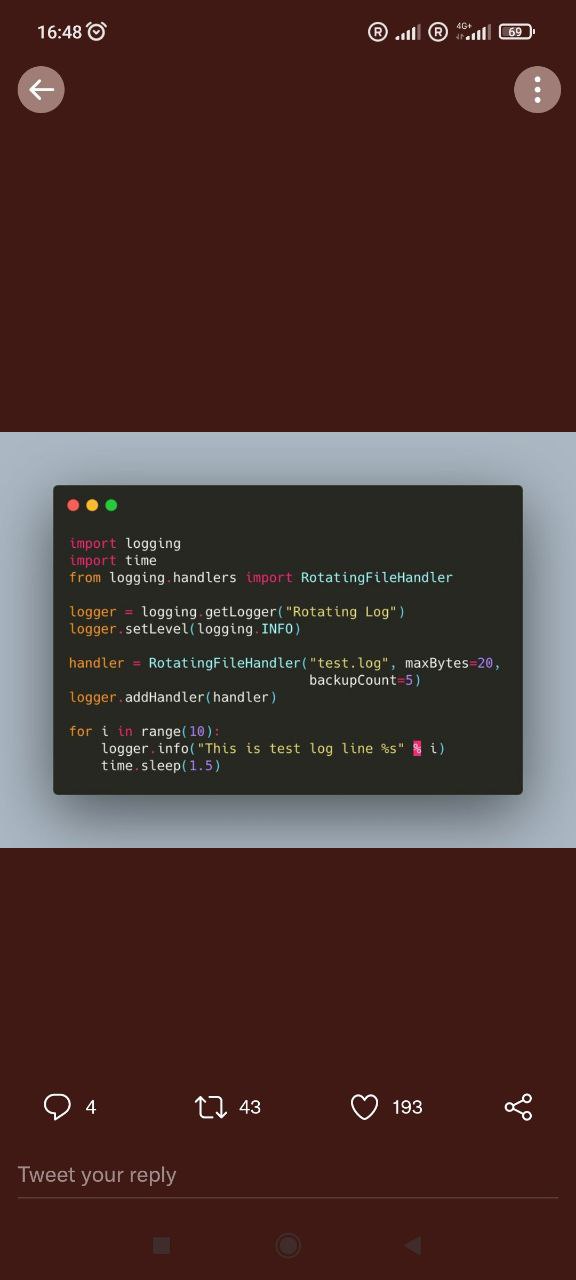 16:48
R R 4G+ 69
import logging
import time
from logging.handlers import RotatingFileHandler
logger = logging.getLogger("Rotating Log")
logger.setLevel(logging.INFO)
handler = RotatingFileHandler("test.log", maxBytes=20,
                              backupCount=5)
logger.addHandler(handler)
for i in range(10):
    logger.info("This is test log line %s" % i)
    time.sleep(1.5)
4 43 193
Tweet your reply